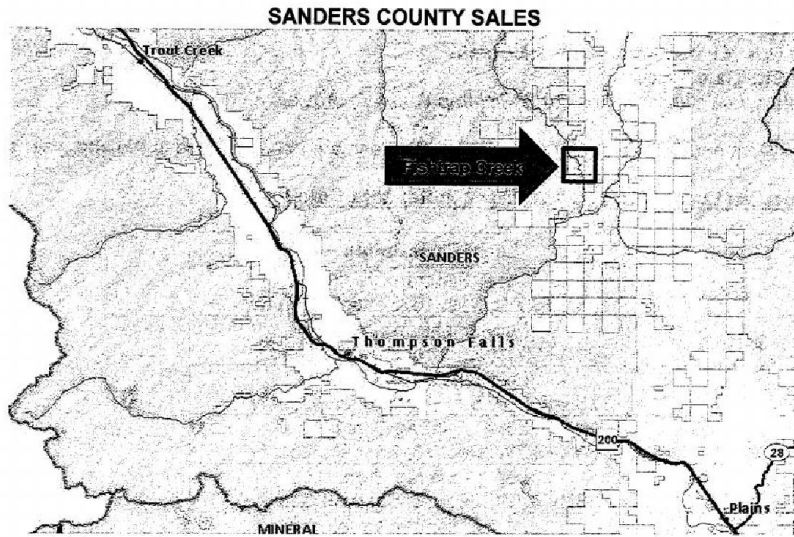 SANDERS COUNTY SALES
Trout Creek
Fishtrap Creek
SANDERS
Thompson Falls
200
28
Plains
MINERAL